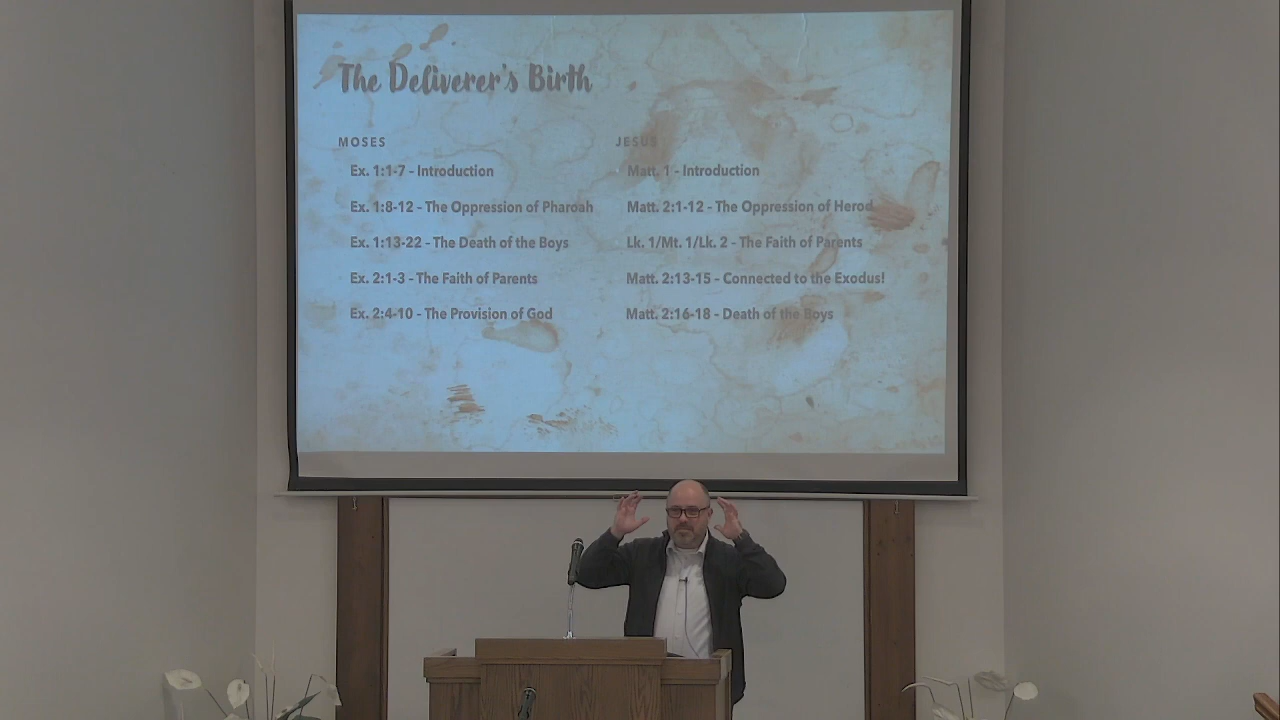 The Deliverer's Birth
MOSES
Ex. 1:1-7 - Introduction
Ex. 1:8-12 - The Oppression of Pharoah
Ex. 1:13-22 - The Death of the Boys
Ex. 2:1-3 - The Faith of Parents
Ex. 2:4-10 - The Provision of God
JESUS
Matt. 1 - Introduction
Matt. 2:1-12 - The Oppression of Herod
Lk. 1/Mt. 1/Lk. 2 - The Faith of Parents
Matt. 2:13-15 - Connected to the Exodus!
Matt. 2:16-18 - Death of the Boys